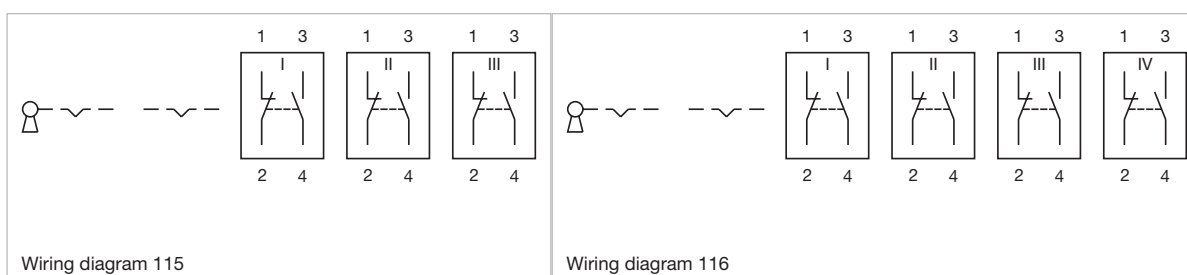 1 3 1 3 1 3
I II III
2 4 2 4 2 4
Wiring diagram 115
1 3 1 3 1 3 1 3
I II III IV
2 4 2 4 2 4 2 4
Wiring diagram 116